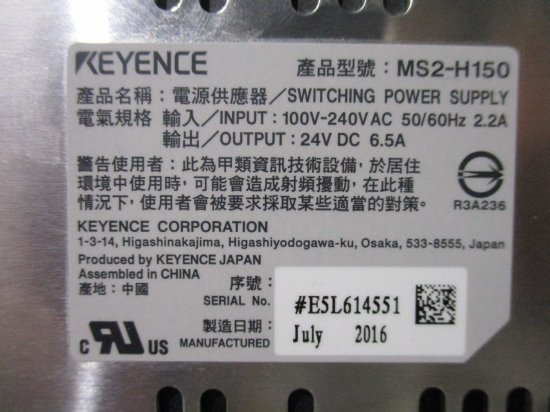 KEYENCE 產品型號：MS2-H150
產品名稱：電源供應器／SWITCHING POWER SUPPLY
電氣規格 輸入／INPUT : 100V-240V AC 50/60Hz 2.2A
輸出／OUTPUT : 24V DC 6.5A
警告使用者：此為甲類資訊技術設備，於居住
環境中使用時，可能會造成射頻擾動，在此種
情況下，使用者會被要求採取某些適當的對策。
R3A236
KEYENCE CORPORATION
1-3-14, Higashinakajima, Higashiyodogawa-ku, Osaka, 533-8555, Japan
Produced by KEYENCE JAPAN
Assembled in CHINA
產地：中國
序號：
SERIAL No. #E5L614551
製造日期：
MANUFACTURED July 2016
c RU US